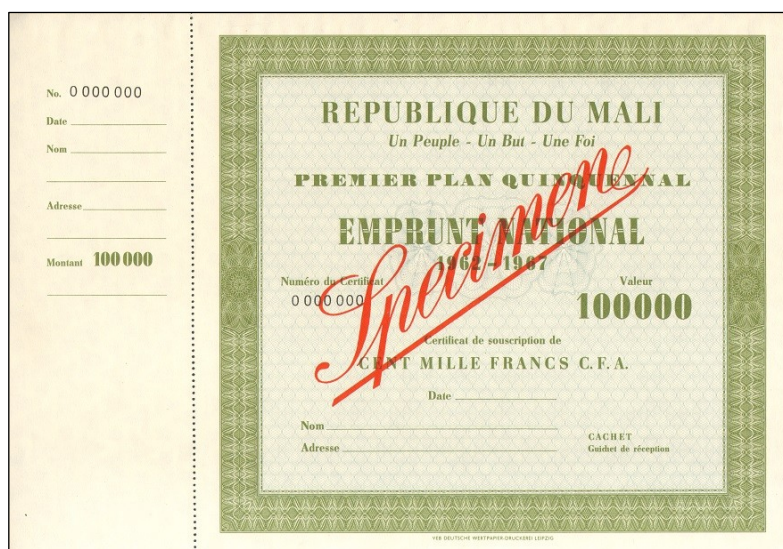 No. 0 000 000
Date
Nom
Adresse
Montant 100 000
REPUBLIQUE DU MALI
Un Peuple - Un But - Une Foi
PREMIER PLAN QUINQUENNAL
EMPRUNT NATIONAL
1962 - 1967
Numéro du Certificat
0 000 000
Valeur
100000
Specimen
Certificat de souscription de
CENT MILLE FRANCS C.F.A.
Date
Nom
Adresse
CACHET
Guichet de réception
VEB DEUTSCHE WERTPAPIER-DRUCKEREI LEIPZIG